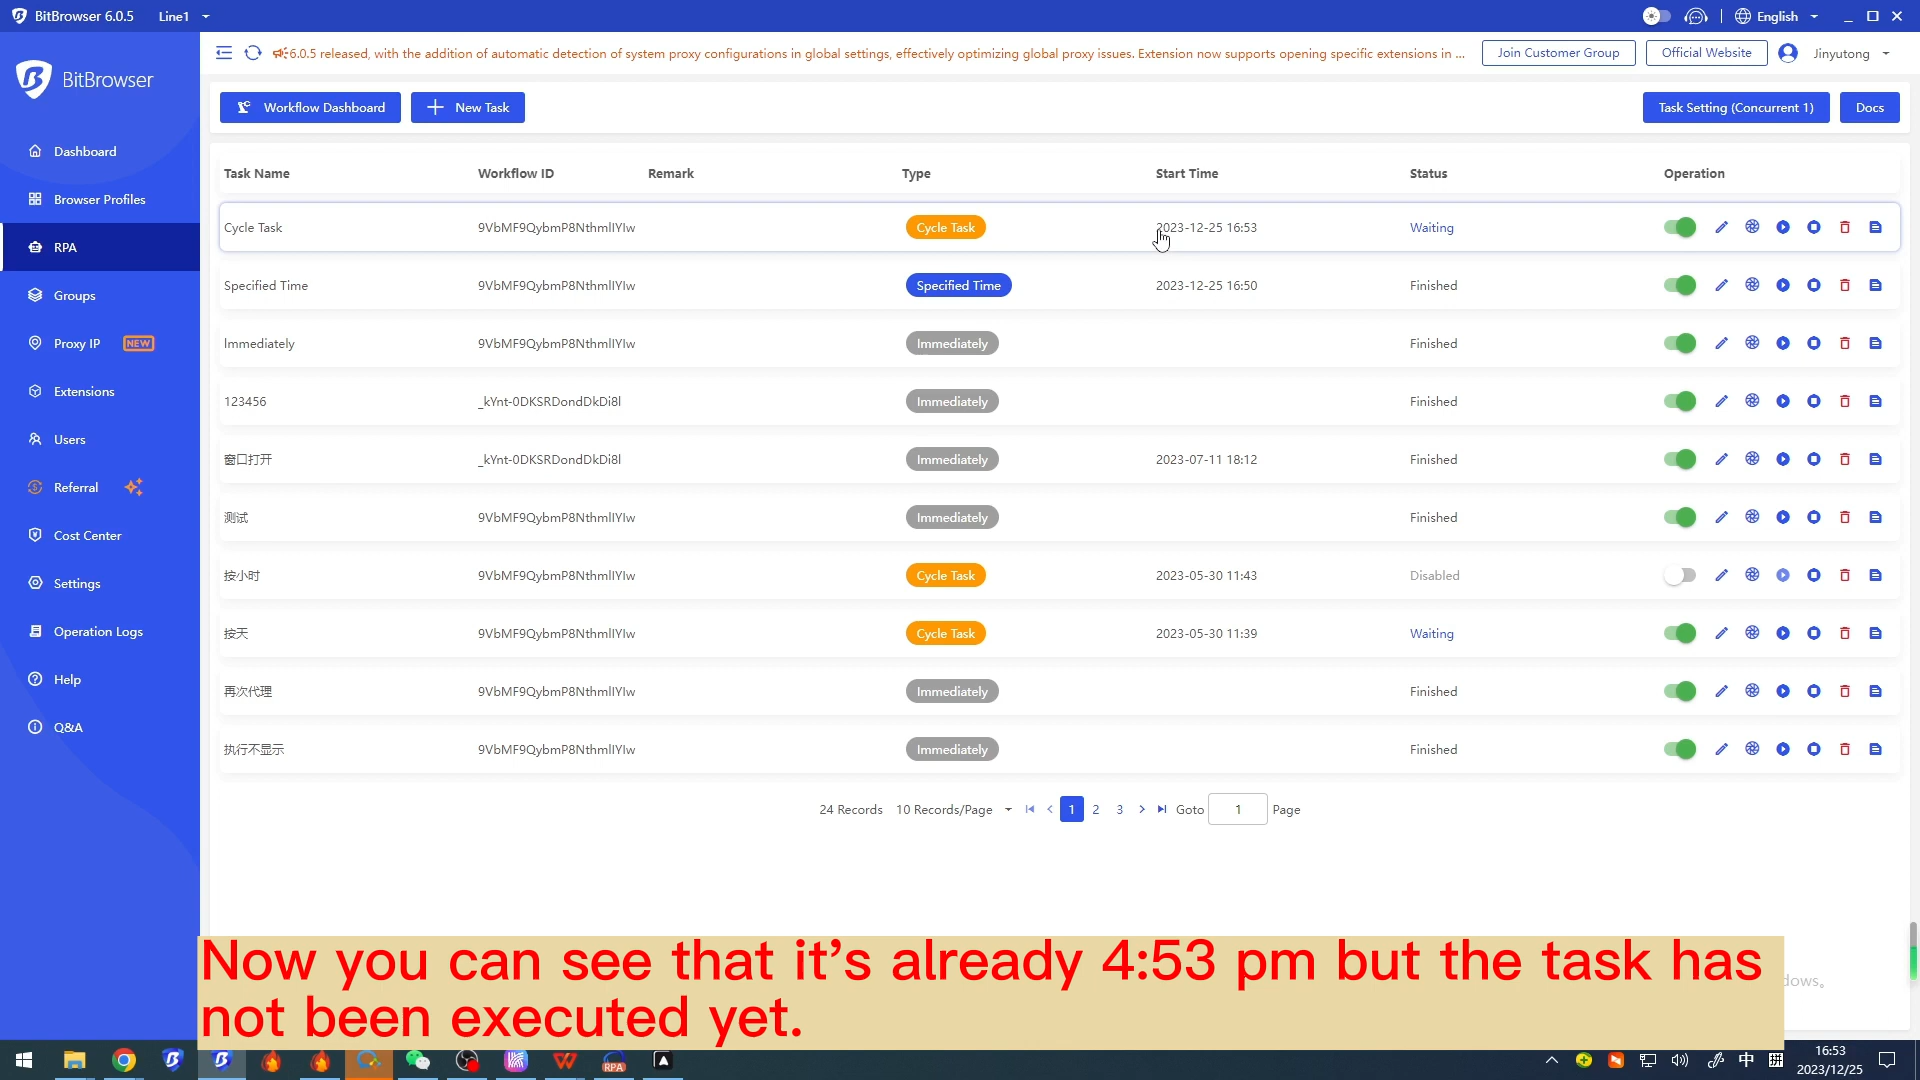 BitBrowser 6.0.5 Line1 English
6.0.5 released, with the addition of automatic detection of system proxy configurations in global settings, effectively optimizing global proxy issues. Extension now supports opening specific extensions in ... Join Customer Group Official Website Jinyutong
BitBrowser
Workflow Dashboard New Task Task Setting (Concurrent 1) Docs
Dashboard
Browser Profiles
RPA
Groups
Proxy IP NEW
Extensions
Users
Referral
Cost Center
Settings
Operation Logs
Help
Q&A
Task Name Workflow ID Remark Type Start Time Status Operation
Cycle Task 9VbMF9QybmP8NthmlIYIw Cycle Task 2023-12-25 16:53 Waiting
Specified Time 9VbMF9QybmP8NthmlIYIw Specified Time 2023-12-25 16:50 Finished
Immediately 9VbMF9QybmP8NthmlIYIw Immediately Finished
123456 _kYnt-0DKSRDondDkDi8l Immediately Finished
窗口打开 _kYnt-0DKSRDondDkDi8l Immediately 2023-07-11 18:12 Finished
测试 9VbMF9QybmP8NthmlIYIw Immediately Finished
按小时 9VbMF9QybmP8NthmlIYIw Cycle Task 2023-05-30 11:43 Disabled
按天 9VbMF9QybmP8NthmlIYIw Cycle Task 2023-05-30 11:39 Waiting
再次代理 9VbMF9QybmP8NthmlIYIw Immediately Finished
执行不显示 9VbMF9QybmP8NthmlIYIw Immediately Finished
24 Records 10 Records/Page 1 2 3 Goto 1 Page
Now you can see that it's already 4:53 pm but the task has
not been executed yet.
dows。
RPA 中 拼 16:53
2023/12/25